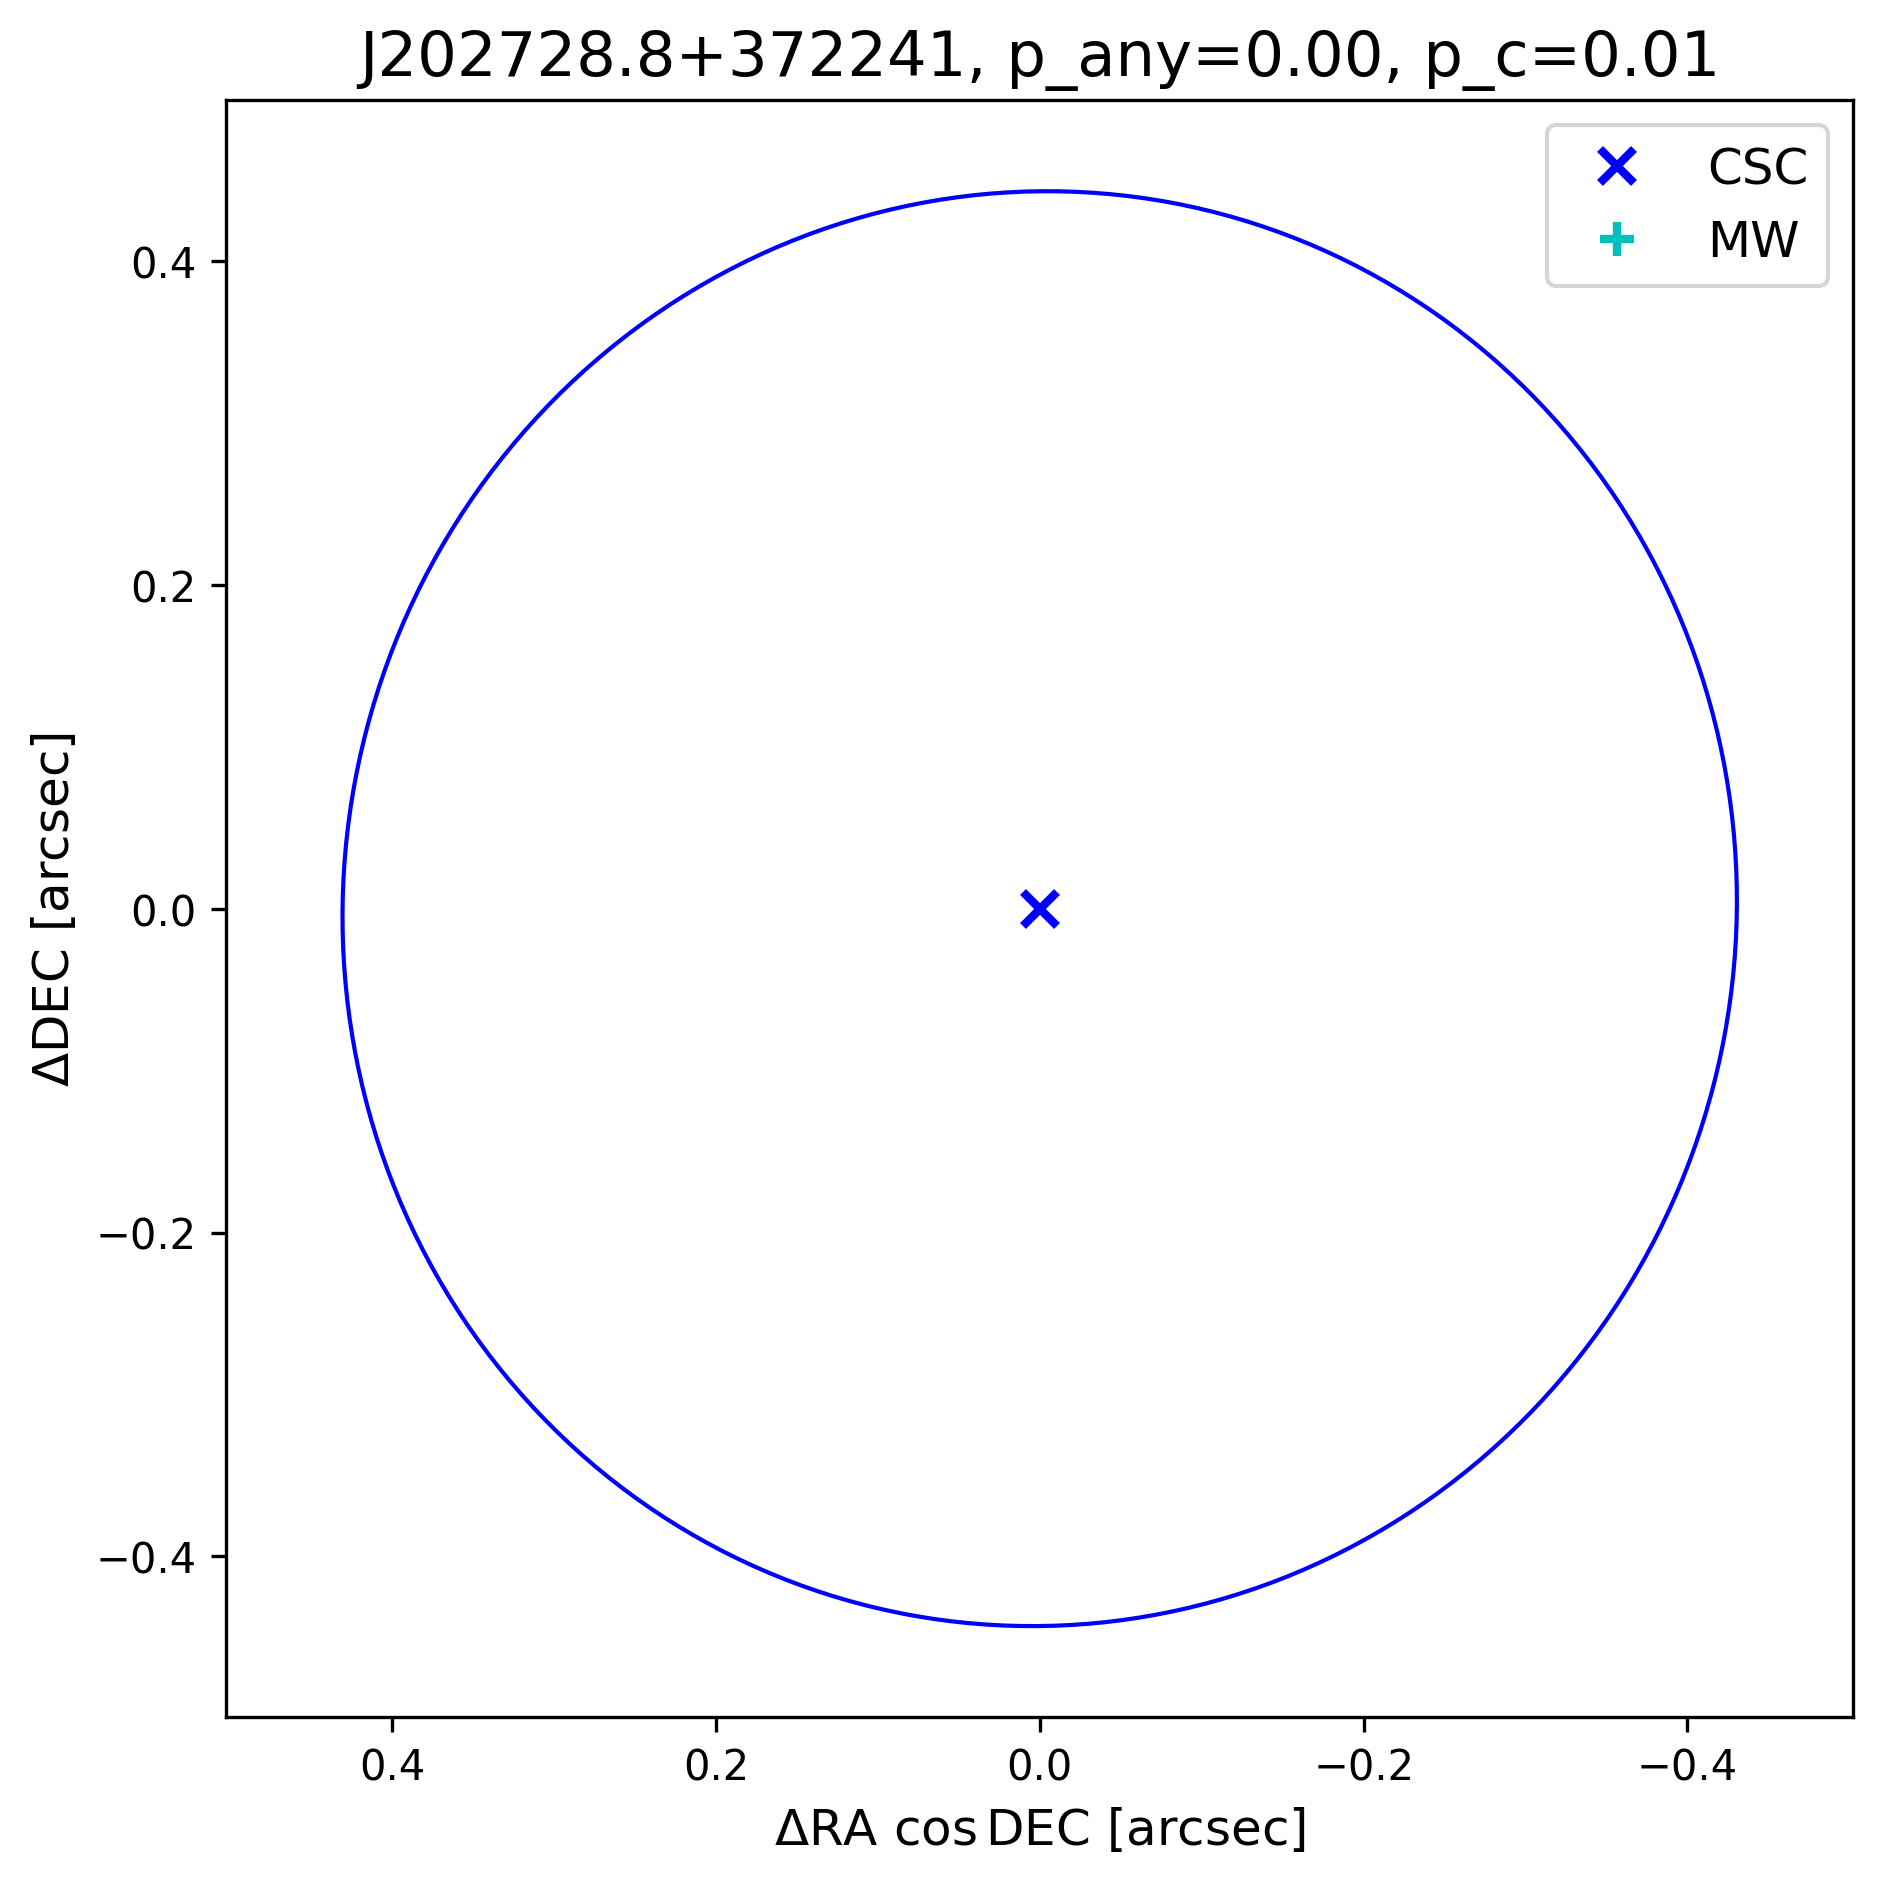 J202728.8+372241, p_any=0.00, p_c=0.01
CSC
MW
0.4
0.2
0.0
−0.2
−0.4
ΔDEC [arcsec]
0.4 0.2 0.0 −0.2 −0.4
ΔRA cos DEC [arcsec]